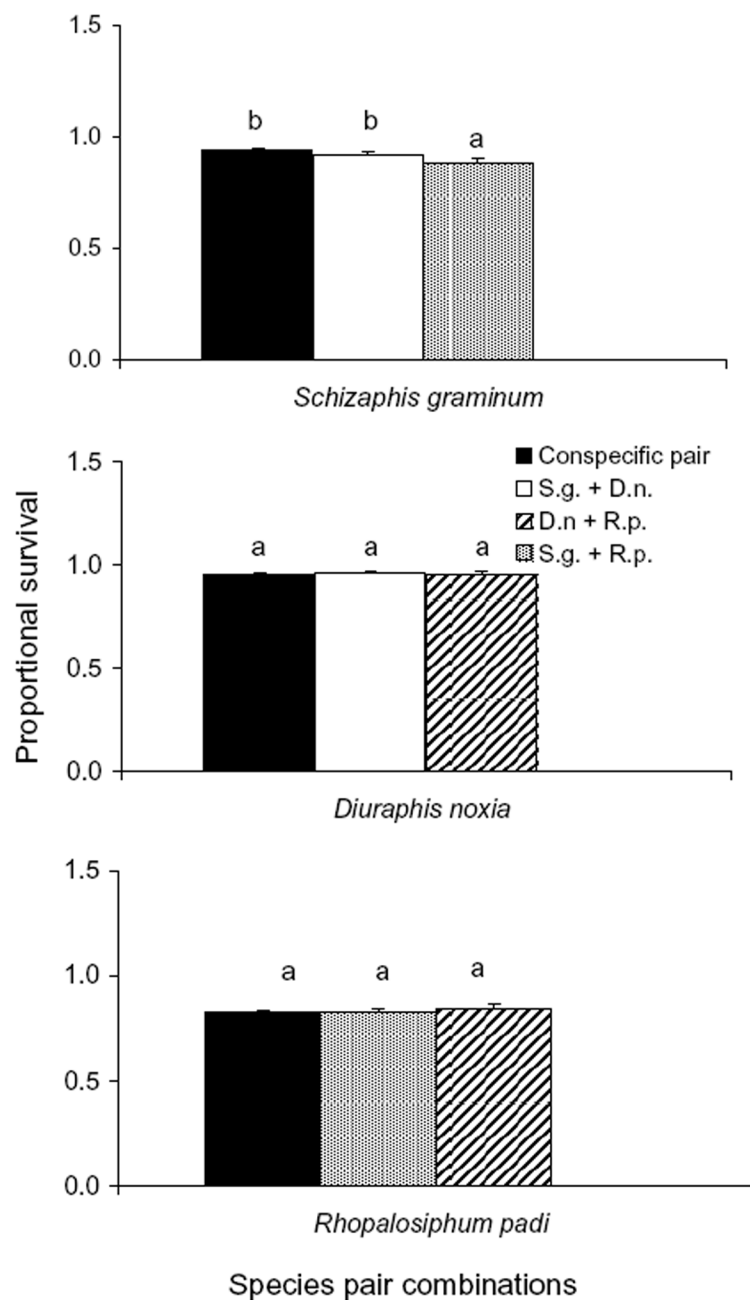 1.5
b b
1.0 a
0.5
0.0
Schizaphis graminum
1.5
Conspecific pair
S.g. + D.n.
D.n + R.p.
S.g. + R.p.
a a a
1.0
0.5
0.0
Diuraphis noxia
Proportional survival
1.5
a a a
1.0
0.5
0.0
Rhopalosiphum padi
Species pair combinations